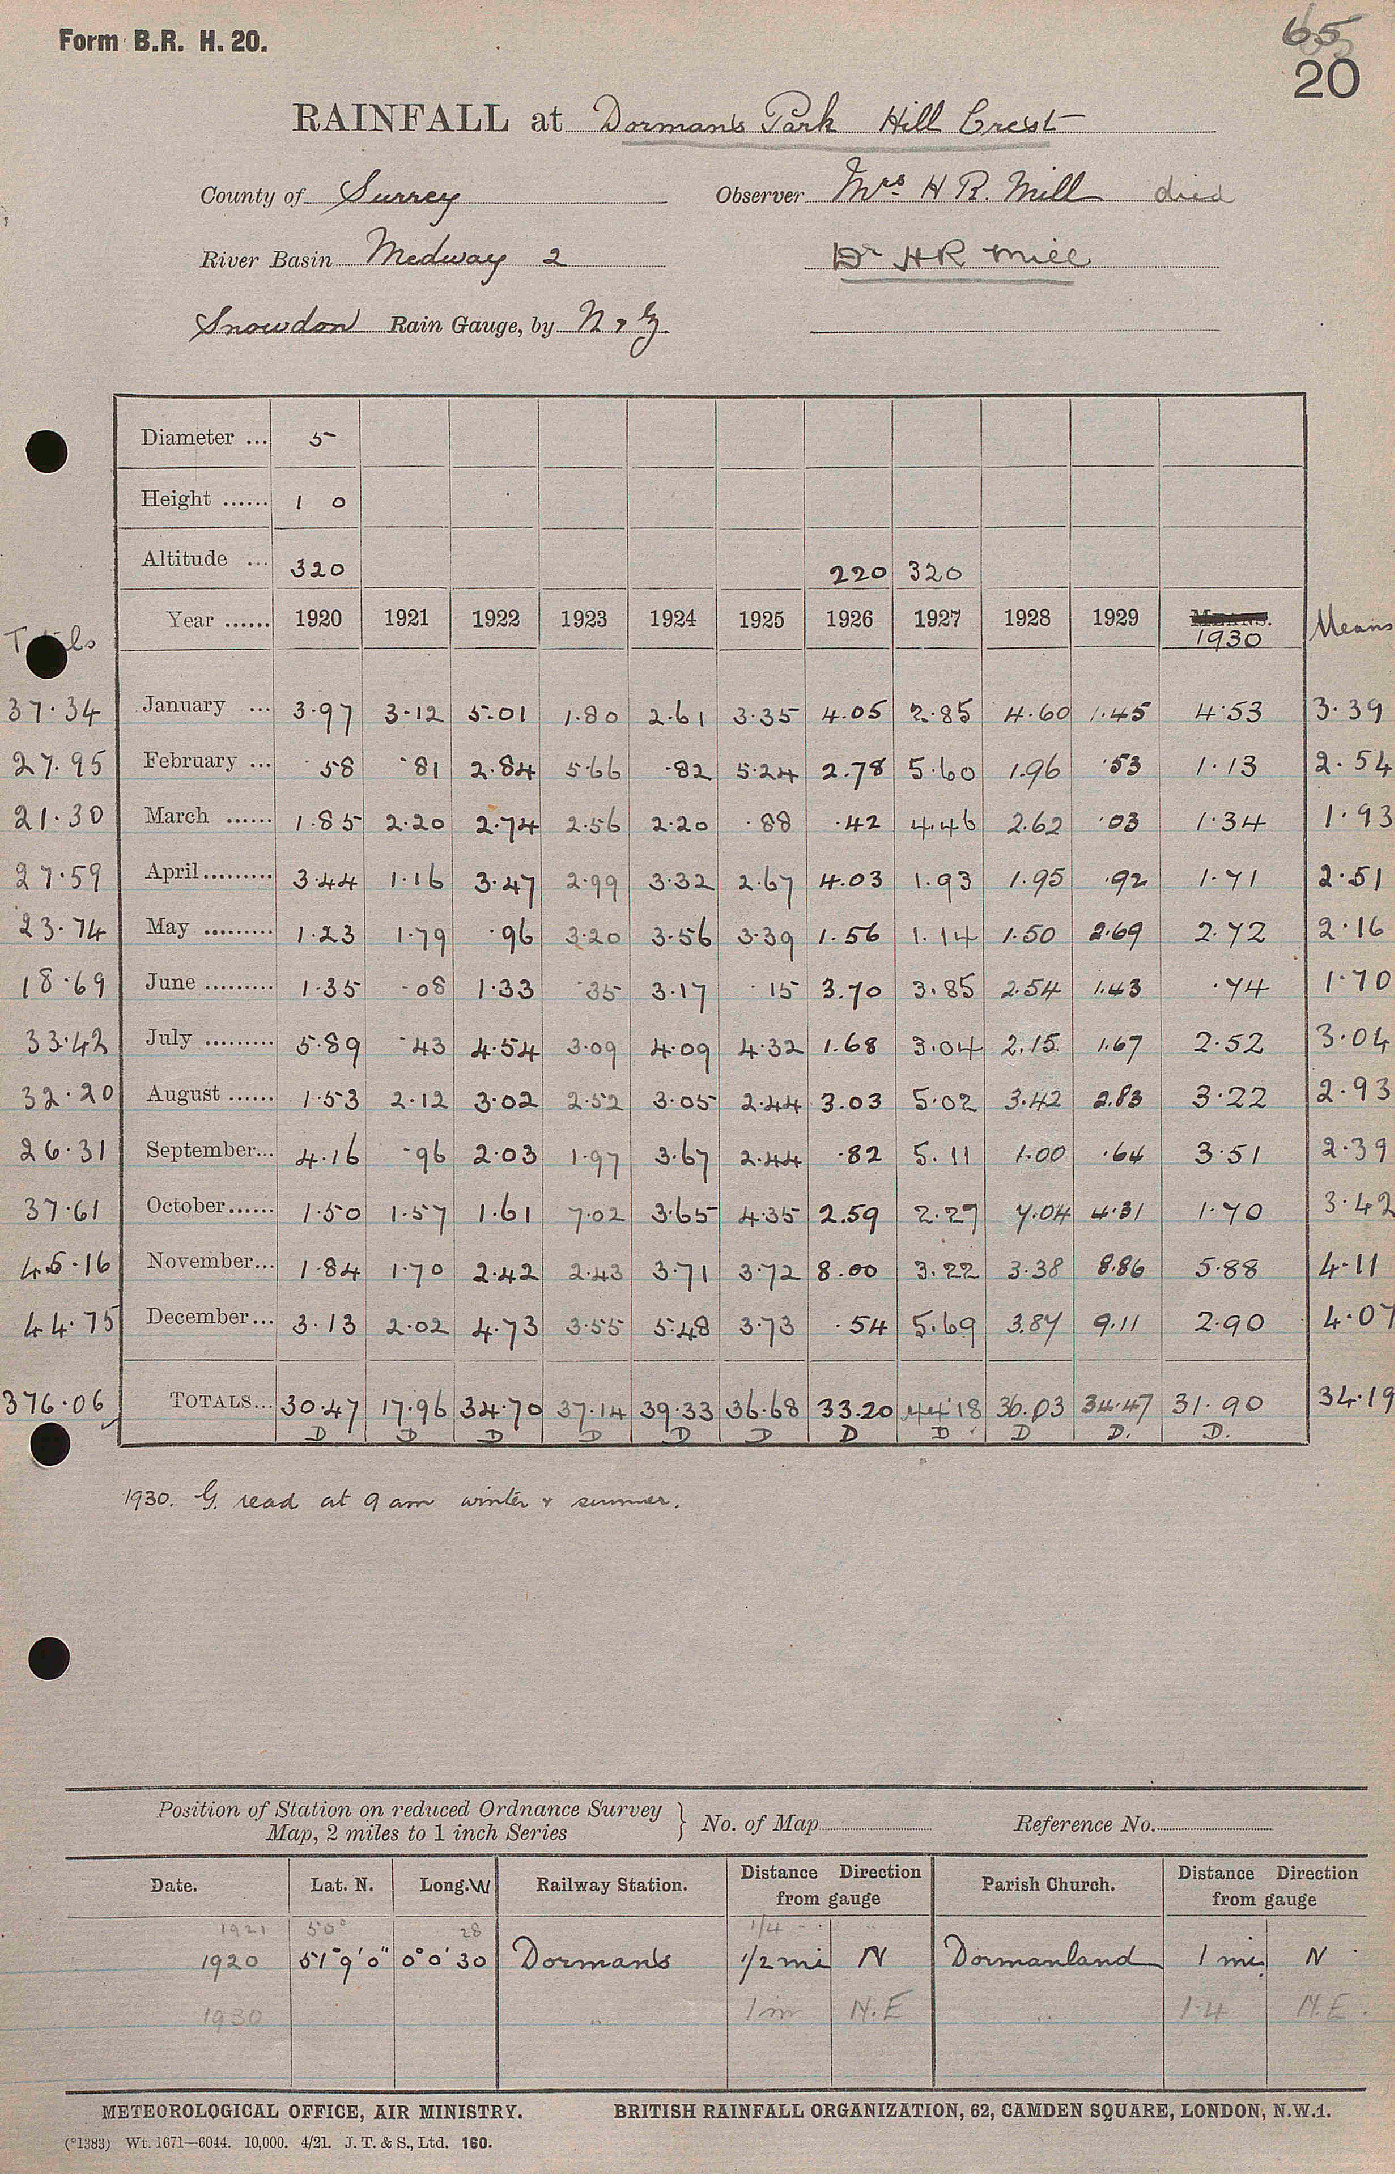 Form B.R. H. 20.
65
20
RAINFALL at Dormans Park Hill Crest
County of Surrey Observer Mrs H R. Mill died
River Basin Medway 2 Dr H R Mill
Snowdon Rain Gauge, by N & Z
Diameter ... 5
Height ...... 1 0
Altitude ... 320 220 320
Year ...... 1920 1921 1922 1923 1924 1925 1926 1927 1928 1929 MEANS. Means
Totals 1930
37.34 January ... 3.97 3.12 5.01 1.80 2.61 3.35 4.05 2.85 4.60 1.45 4.53 3.39
27.95 February ... .58 .81 2.84 5.66 .82 5.24 2.78 5.60 1.96 .53 1.13 2.54
21.30 March ...... 1.85 2.20 2.74 2.56 2.20 .88 .42 4.46 2.62 .03 1.34 1.93
27.59 April ......... 3.44 1.16 3.47 2.99 3.32 2.67 4.03 1.93 1.95 .92 1.71 2.51
23.74 May ......... 1.23 1.79 .96 3.20 3.56 3.39 1.56 1.14 1.50 2.69 2.72 2.16
18.69 June ......... 1.35 .08 1.33 .35 3.17 .15 3.70 3.85 2.54 1.43 .74 1.70
33.42 July ......... 5.89 .43 4.54 3.09 4.09 4.32 1.68 3.04 2.15 1.67 2.52 3.04
32.20 August ...... 1.53 2.12 3.02 2.52 3.05 2.44 3.03 5.02 3.42 2.83 3.22 2.93
26.31 September... 4.16 .96 2.03 1.97 3.67 2.44 .82 5.11 1.00 .64 3.51 2.39
37.61 October...... 1.50 1.57 1.61 7.02 3.65 4.35 2.59 2.27 7.04 4.31 1.70 3.42
45.16 November... 1.84 1.70 2.42 2.43 3.71 3.72 8.00 3.22 3.38 8.86 5.88 4.11
44.75 December... 3.13 2.02 4.73 3.55 5.48 3.73 .54 5.69 3.87 9.11 2.90 4.07
376.06 TOTALS... 30.47 17.96 34.70 37.14 39.33 36.68 33.20 44.18 36.03 34.47 31.90 34.19
D D D D D D D D D D. D.
1930. G. read at 9 am winter & summer.
Position of Station on reduced Ordnance Survey
Map, 2 miles to 1 inch Series } No. of Map Reference No.
Date. Lat. N. Long. W Railway Station. Distance Direction from gauge Parish Church. Distance Direction from gauge
1921 50° 28 1/4
1920 51°9'0" 0°0'30 Dormans 1/2 mi N Dormanland 1 mi. N
1930 " 1 m N.E " 1.4 N.E.
METEOROLOGICAL OFFICE, AIR MINISTRY. BRITISH RAINFALL ORGANIZATION, 62, CAMDEN SQUARE, LONDON, N.W.1.
(*1383) Wt. 1671—6044. 10,000. 4/21. J. T. & S., Ltd. 160.